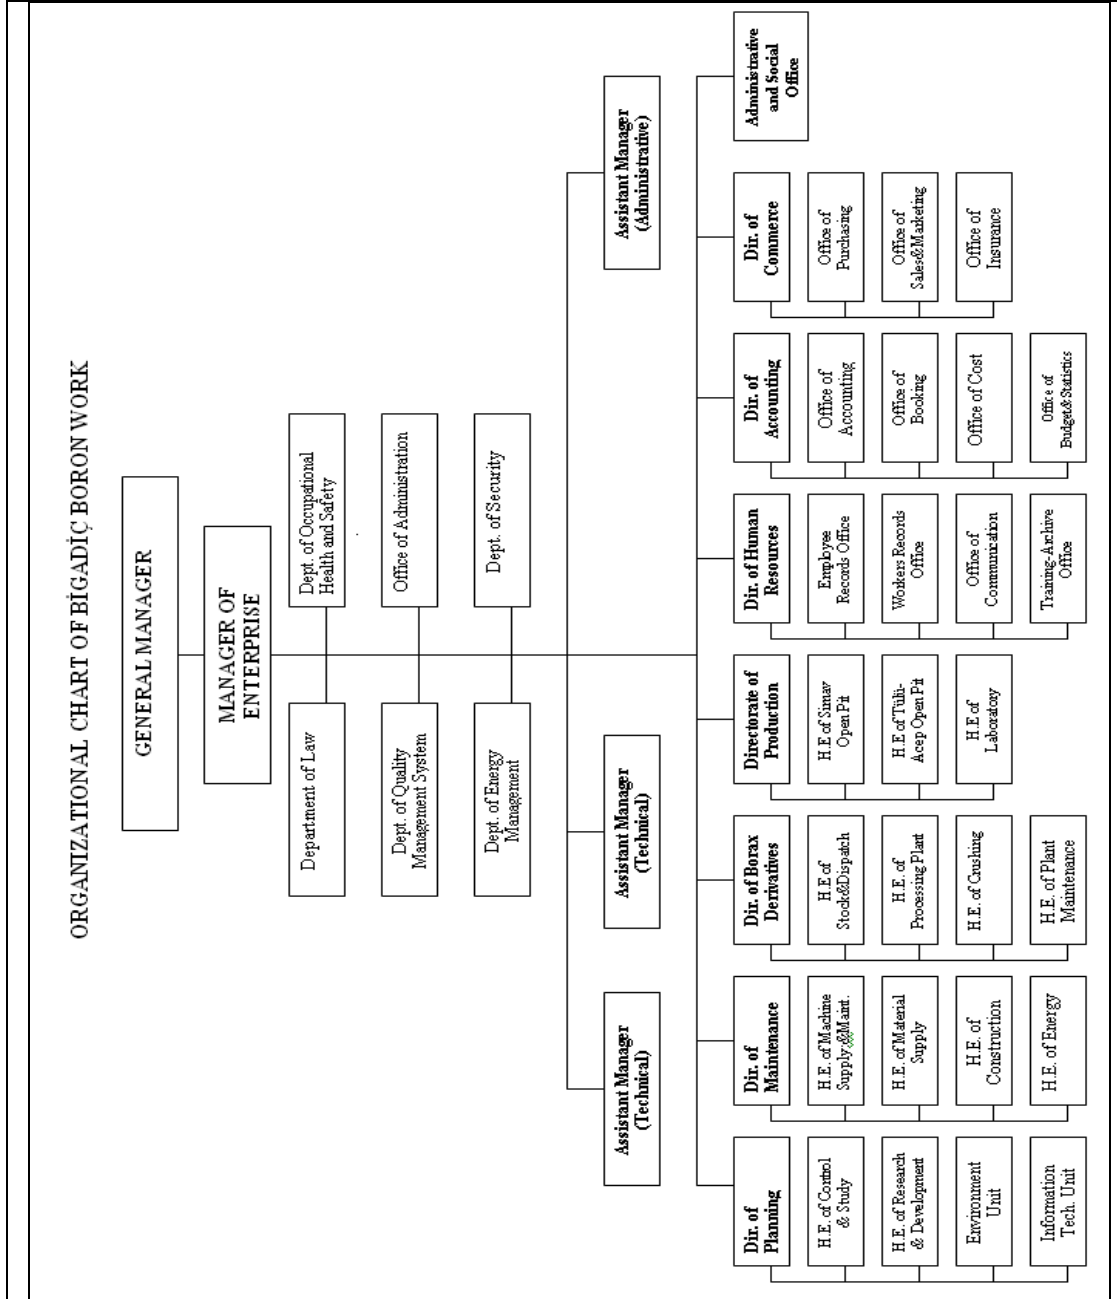 ORGANIZATIONAL CHART OF BİGADİÇ BORON WORK
GENERAL MANAGER
MANAGER OF
ENTERPRISE
Department of Law
Dept. of Occupational
Health and Safety
Dept. of Quality
Management System
Office of Administration
Dept. of Energy
Management
Dept. of Security
Assistant Manager
(Technical)
Assistant Manager
(Technical)
Assistant Manager
(Administrative)
Dir. of
Planning
H.E. of Control
& Study
H.E. of Research
& Development
Environment
Unit
Information
Tech. Unit
Dir. of
Maintenance
H.E. of Machine
Supply&Maint.
H.E. of Material
Supply
H.E. of
Construction
H.E. of Energy
Dir. of Borax
Derivatives
H.E of
Stock&Dispatch
H.E. of
Processing Plant
H.E. of Crushing
H.E. of Plant
Maintenance
Directorate of
Production
H.E of Simav
Open Pit
H.E of Tülü-
Acep Open Pit
H.E of
Laboratory
Dir. of Human
Resources
Employee
Records Office
Workers Records
Office
Office of
Communication
Training-Archive
Office
Dir. of
Accounting
Office of
Accounting
Office of
Booking
Office of Cost
Office of
Budget&Statistics
Dir. of
Commerce
Office of
Purchasing
Office of
Sales&Marketing
Office of
Insurance
Administrative
and Social
Office